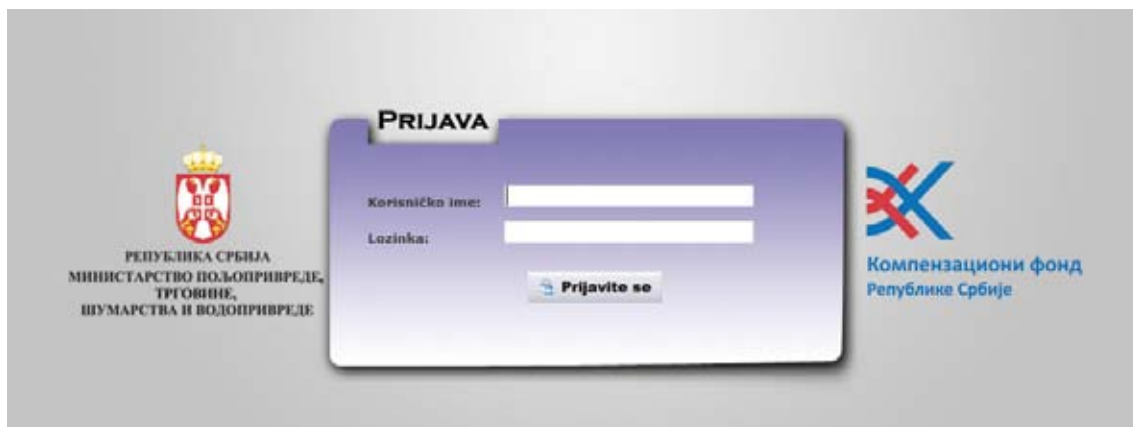 PRIJAVA
Korisničko ime:
Lozinka:
Prijavite se
РЕПУБЛИКА СРБИЈА
МИНИСТАРСТВО ПОЉОПРИВРЕДЕ,
ТРГОВИНЕ,
ШУМАРСТВА И ВОДОПРИВРЕДЕ
Компензациони фонд
Републике Србије